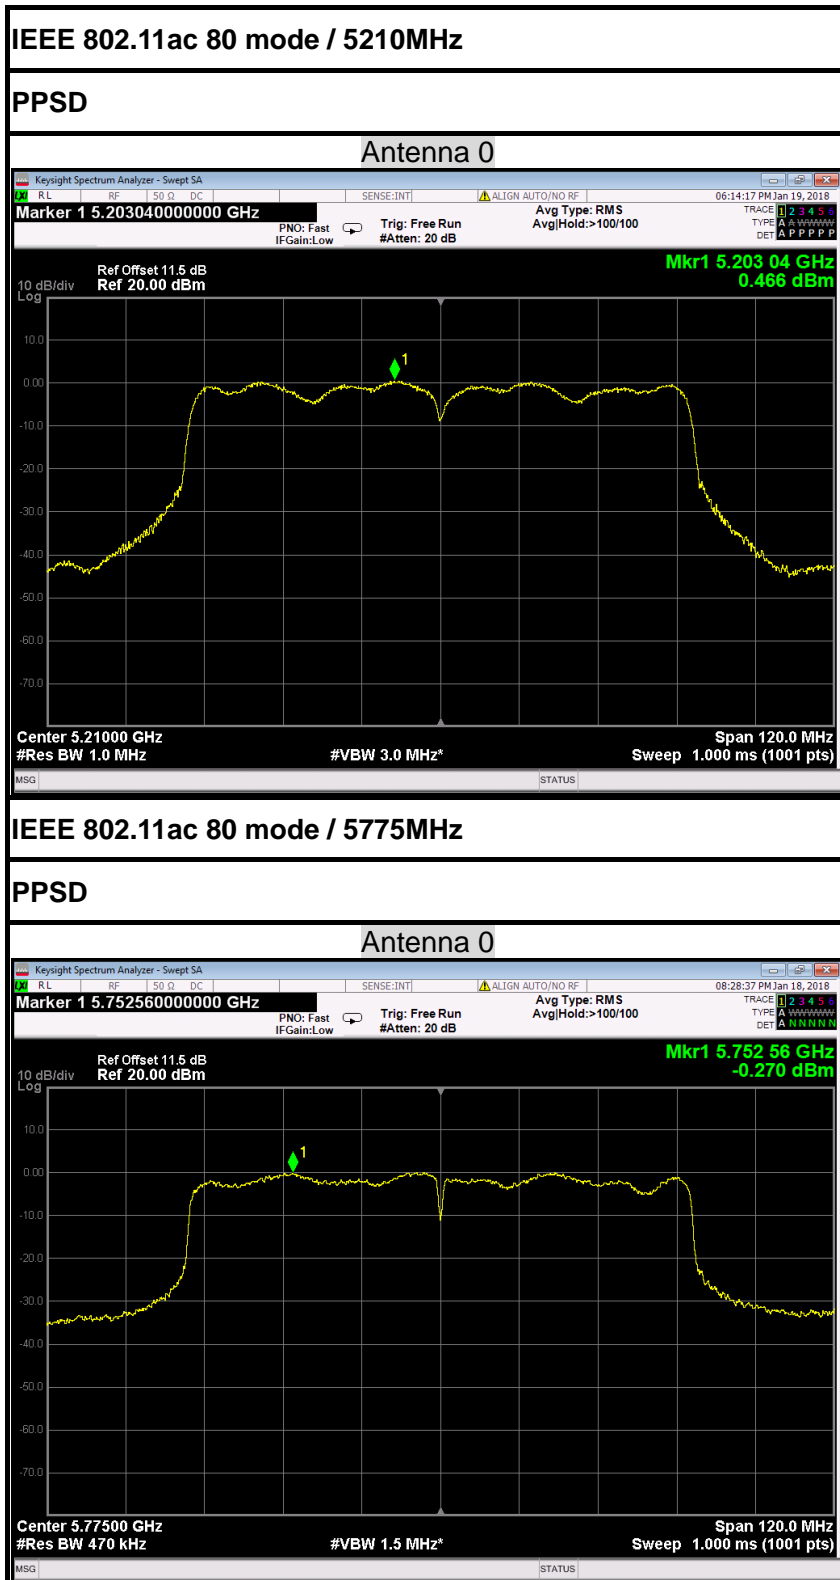 IEEE 802.11ac 80 mode / 5210MHz
PPSD
Antenna 0
Keysight Spectrum Analyzer - Swept SA
LXI RL RF 50 Ω DC SENSE:INT ALIGN AUTO/NO RF 06:14:17 PM Jan 19, 2018
Marker 1 5.203040000000 GHz Avg Type: RMS TRACE 1 2 3 4 5 6
PNO: Fast Trig: Free Run Avg|Hold:>100/100 TYPE A A WWWW
IFGain:Low #Atten: 20 dB DET A P P P P P
Mkr1 5.203 04 GHz
0.466 dBm
Ref Offset 11.5 dB
10 dB/div Ref 20.00 dBm
Log
10.0
1
0.00
-10.0
-20.0
-30.0
-40.0
-50.0
-60.0
-70.0
Center 5.21000 GHz Span 120.0 MHz
#Res BW 1.0 MHz #VBW 3.0 MHz* Sweep 1.000 ms (1001 pts)
MSG STATUS
IEEE 802.11ac 80 mode / 5775MHz
PPSD
Antenna 0
Keysight Spectrum Analyzer - Swept SA
LXI RL RF 50 Ω DC SENSE:INT ALIGN AUTO/NO RF 08:28:37 PM Jan 18, 2018
Marker 1 5.752560000000 GHz Avg Type: RMS TRACE 1 2 3 4 5 6
PNO: Fast Trig: Free Run Avg|Hold:>100/100 TYPE A WWWWW
IFGain:Low #Atten: 20 dB DET A N N N N N
Mkr1 5.752 56 GHz
-0.270 dBm
Ref Offset 11.5 dB
10 dB/div Ref 20.00 dBm
Log
10.0
1
0.00
-10.0
-20.0
-30.0
-40.0
-50.0
-60.0
-70.0
Center 5.77500 GHz Span 120.0 MHz
#Res BW 470 kHz #VBW 1.5 MHz* Sweep 1.000 ms (1001 pts)
MSG STATUS